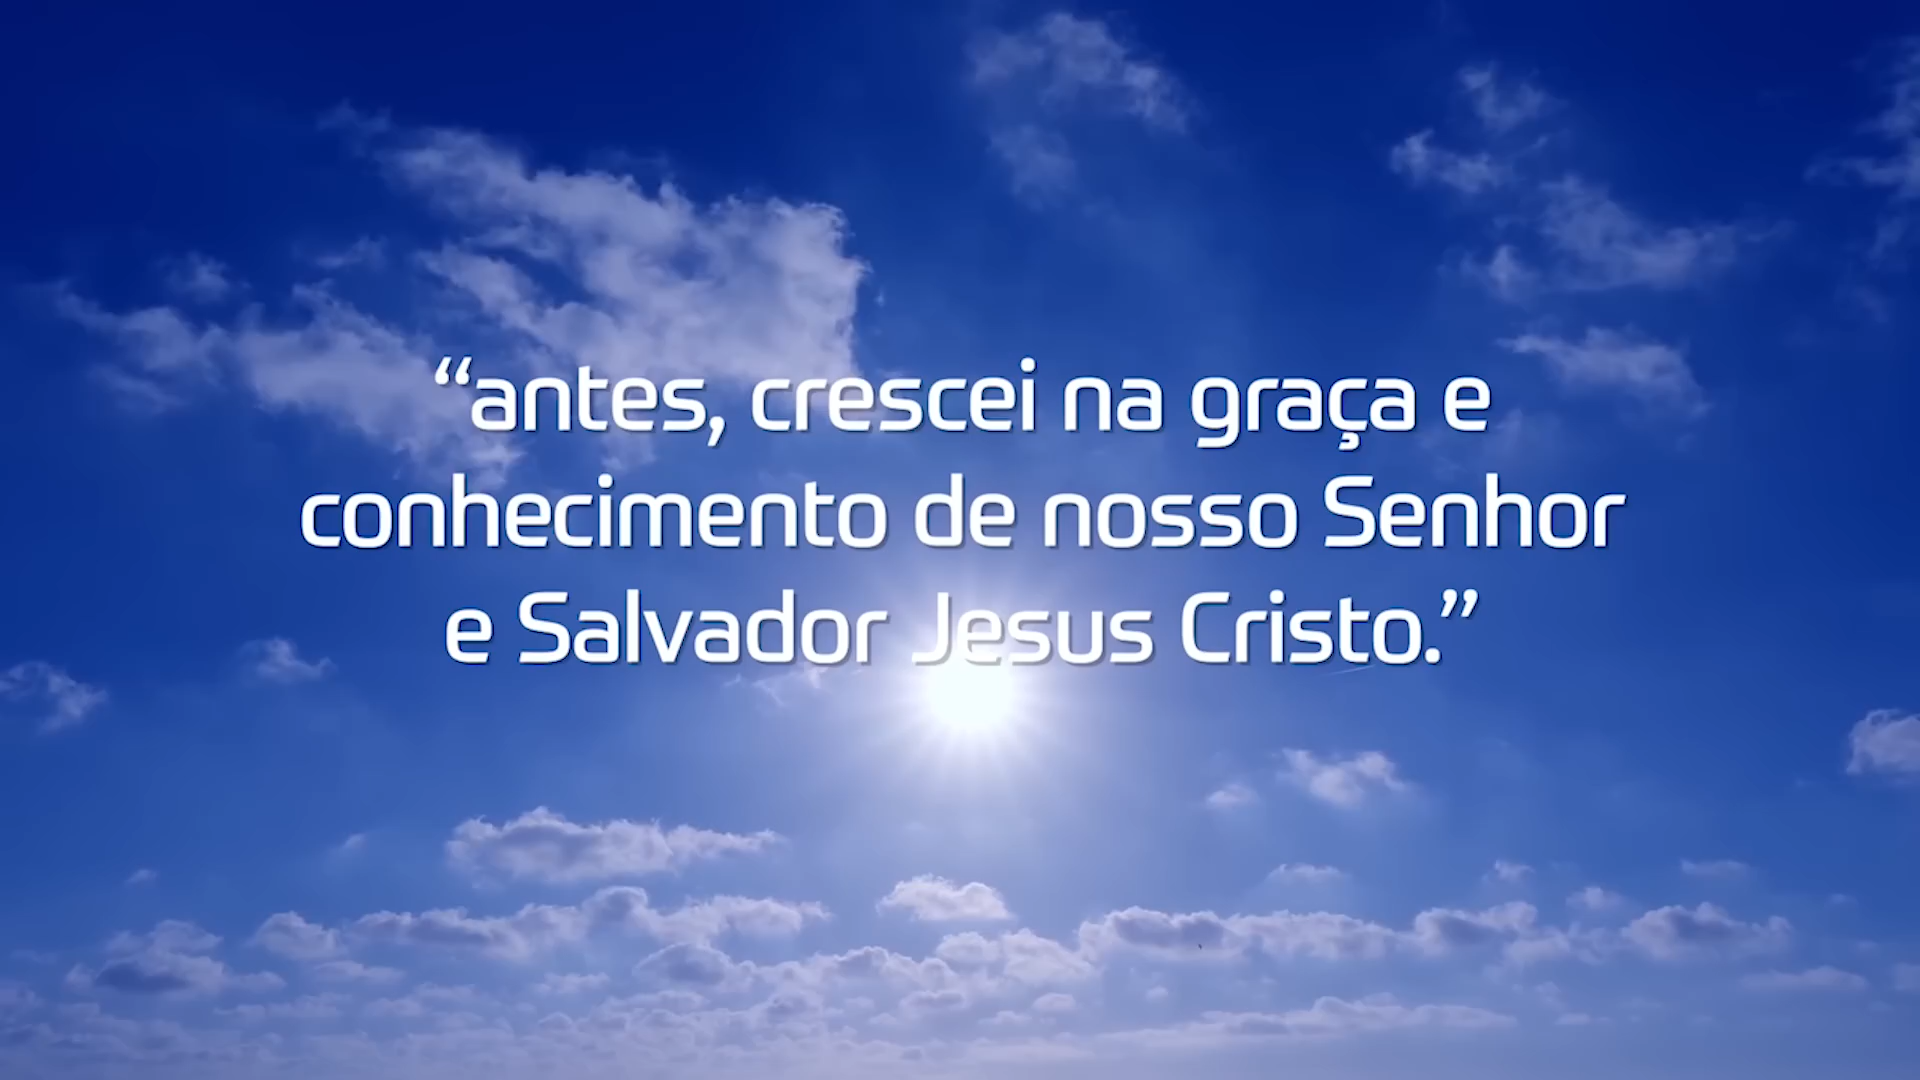 “antes, crescei na graça e
conhecimento de nosso Senhor
e Salvador Jesus Cristo.”